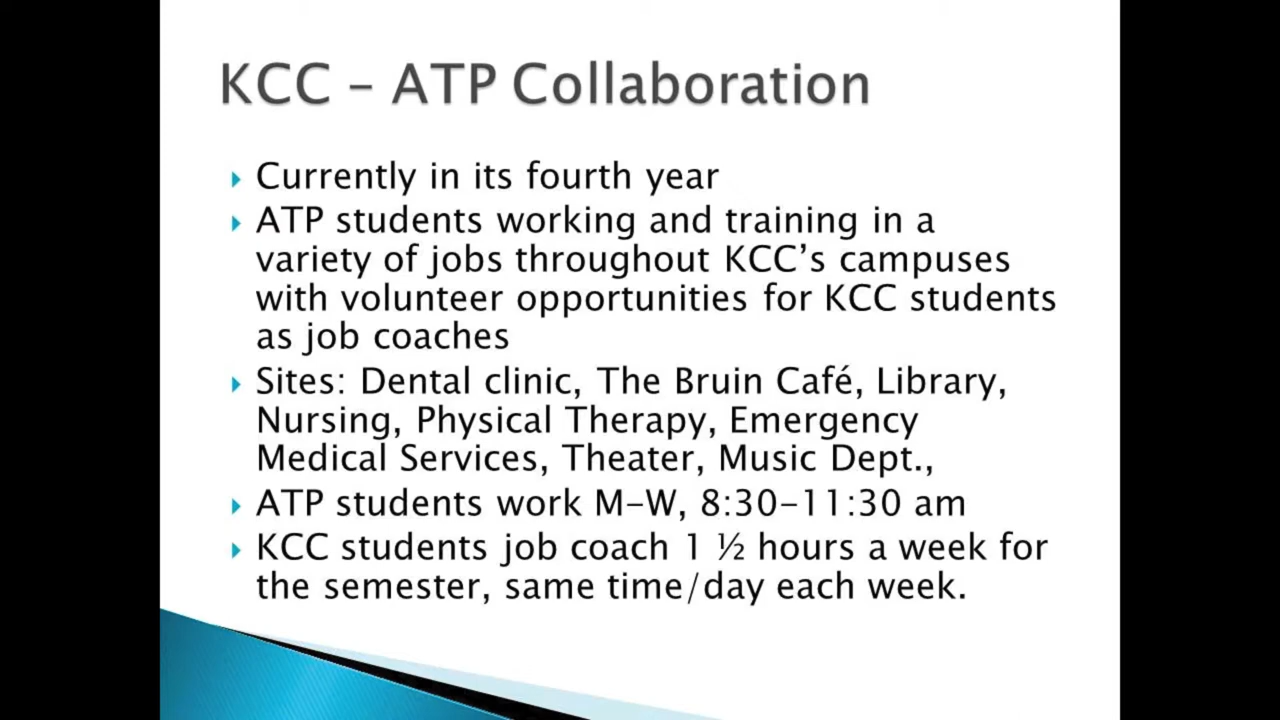 KCC – ATP Collaboration
Currently in its fourth year
ATP students working and training in a
variety of jobs throughout KCC’s campuses
with volunteer opportunities for KCC students
as job coaches
Sites: Dental clinic, The Bruin Café, Library,
Nursing, Physical Therapy, Emergency
Medical Services, Theater, Music Dept.,
ATP students work M–W, 8:30–11:30 am
KCC students job coach 1 ½ hours a week for
the semester, same time/day each week.